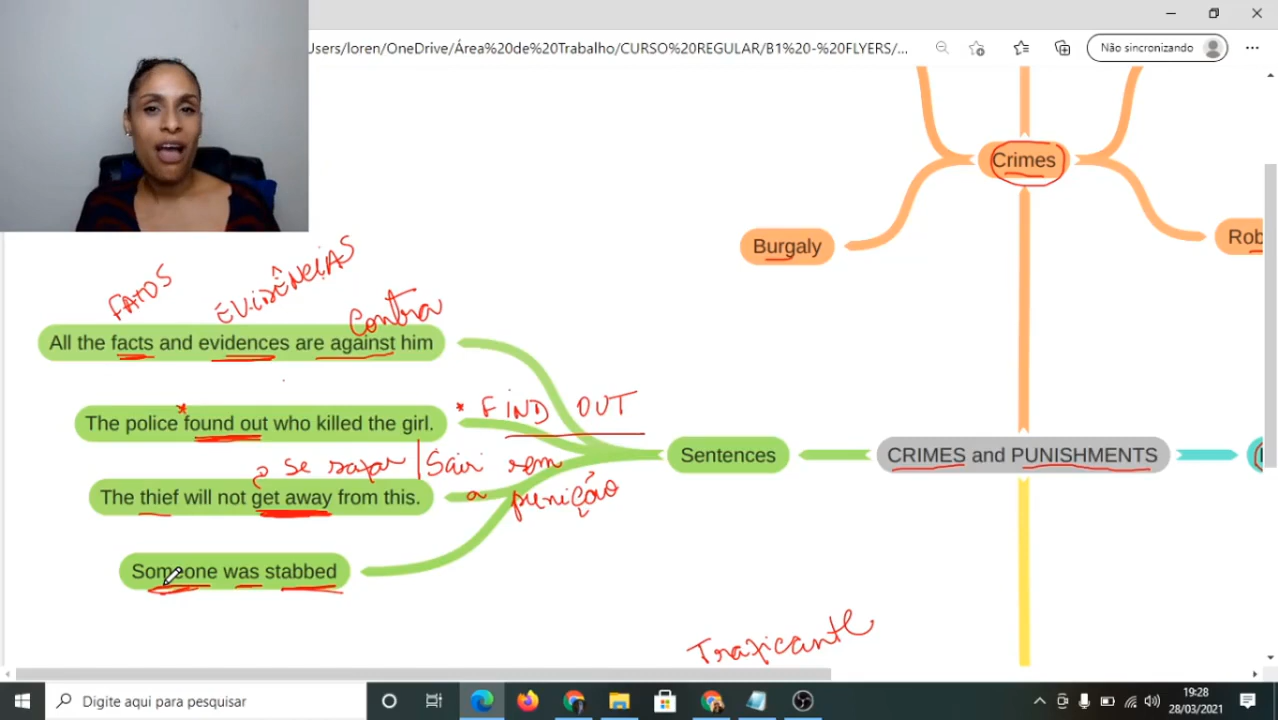 Users/loren/OneDrive/Área%20de%20Trabalho/CURSO%20REGULAR/B1%20-%20FLYERS/...
Não sincronizando
Crimes
Burgaly
Rob
FATOS
EVIDÊNCIAS
Contra
All the facts and evidences are against him
* FIND OUT
The police * found out who killed the girl.
CRIMES and PUNISHMENTS
Sentences
se safar | Sair sem
a punição
The thief will not get away from this.
Someone was stabbed
Traficante
Digite aqui para pesquisar
19:28
28/03/2021